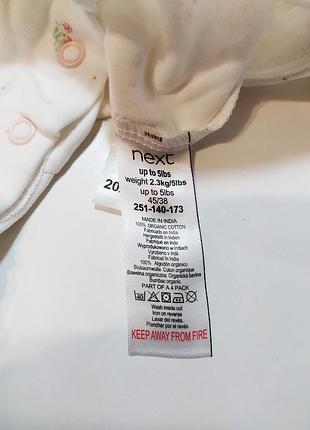 next
up to 5lbs
weight 2.3kg/5lbs
up to 5lbs
45/38
251-140-173
20
MADE IN INDIA
100% ORGANIC COTTON
Fabricado en India
Hergestellt in Indien
Fabriqué en Inde
Wyprodukowano w Indiach
Vyrobeno v Indii
Fabricat în India
100% Algodón orgánico
Biobaumwolle Coton organique
Bawełna organiczna Organická bavlna
Bumbac organic
PART OF A 4 PACK
40
Wash inside out
Iron on reverse
Lavar del revés.
Planchar por el revés.
KEEP AWAY FROM FIRE